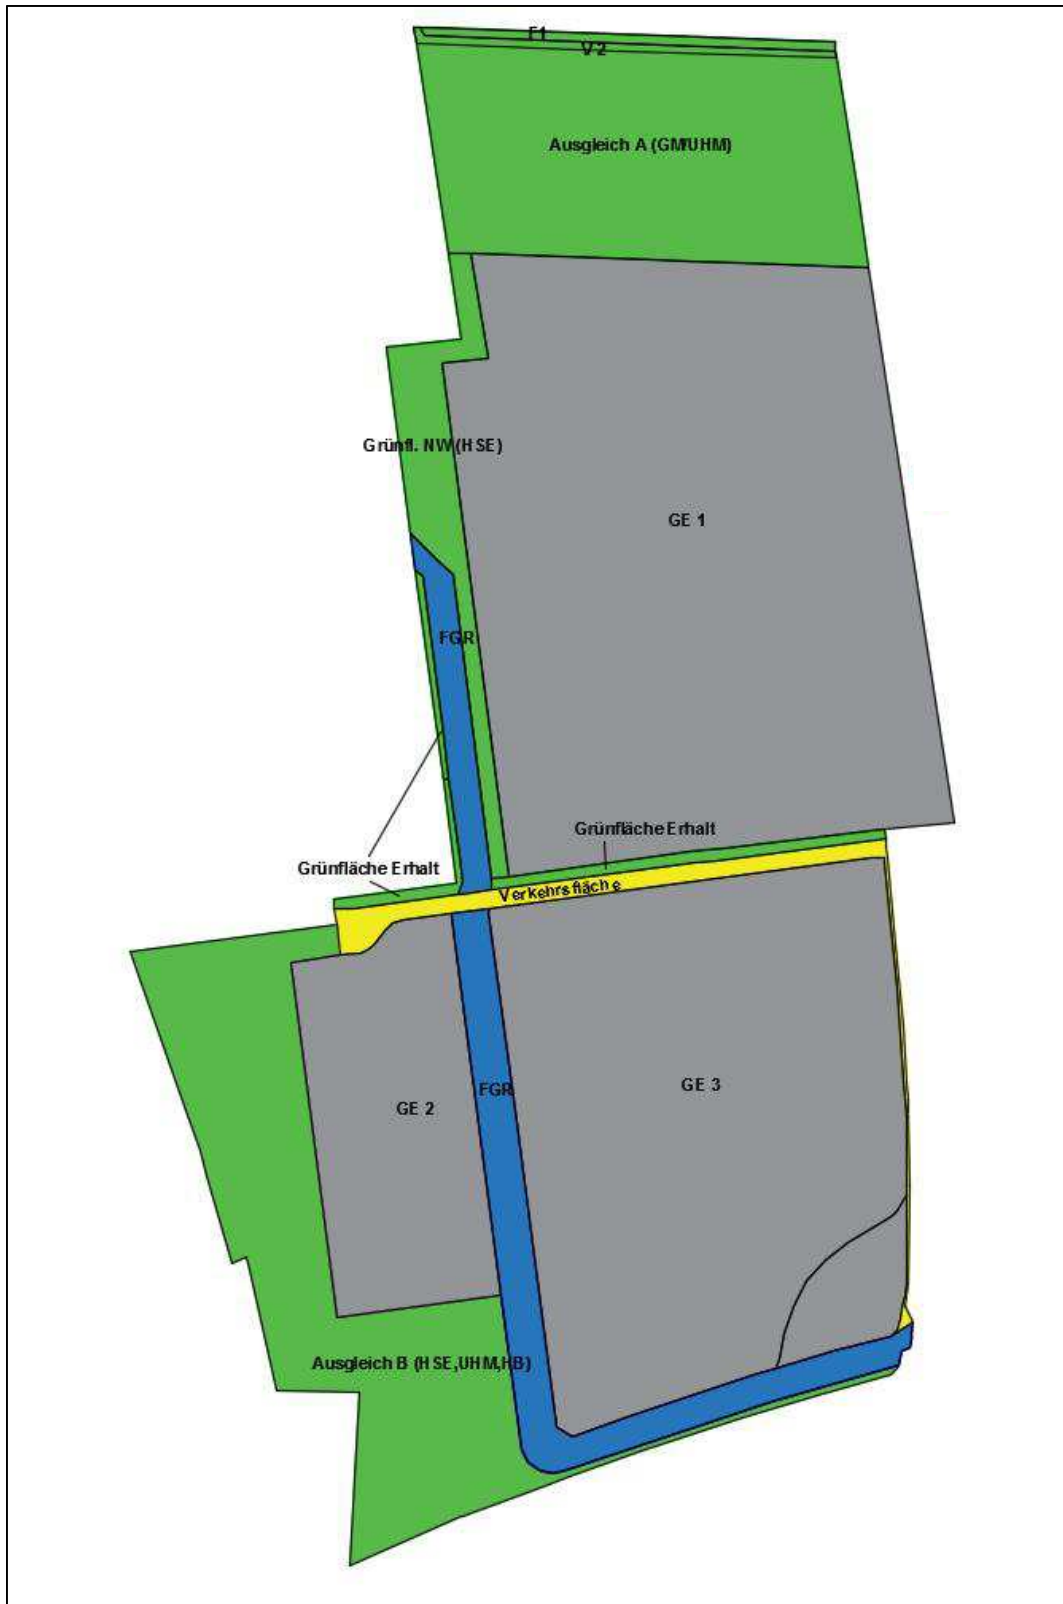 F1
V2
Ausgleich A (GM/UHM)
Grünfl. NW (HSE)
GE 1
FGR
Grünfläche Erhalt
Grünfläche Erhalt
Verkehrsfläche
GE 3
FGR
GE 2
Ausgleich B (HSE,UHM,HB)